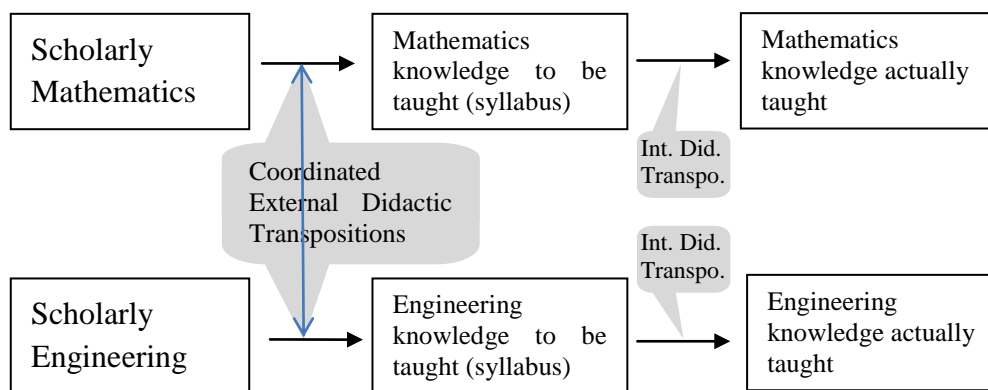 Scholarly
Mathematics
Mathematics
knowledge to be
taught (syllabus)
Mathematics
knowledge actually
taught
Int. Did.
Transpo.
Coordinated
External Didactic
Transpositions
Int. Did.
Transpo.
Scholarly
Engineering
Engineering
knowledge to be
taught (syllabus)
Engineering
knowledge actually
taught